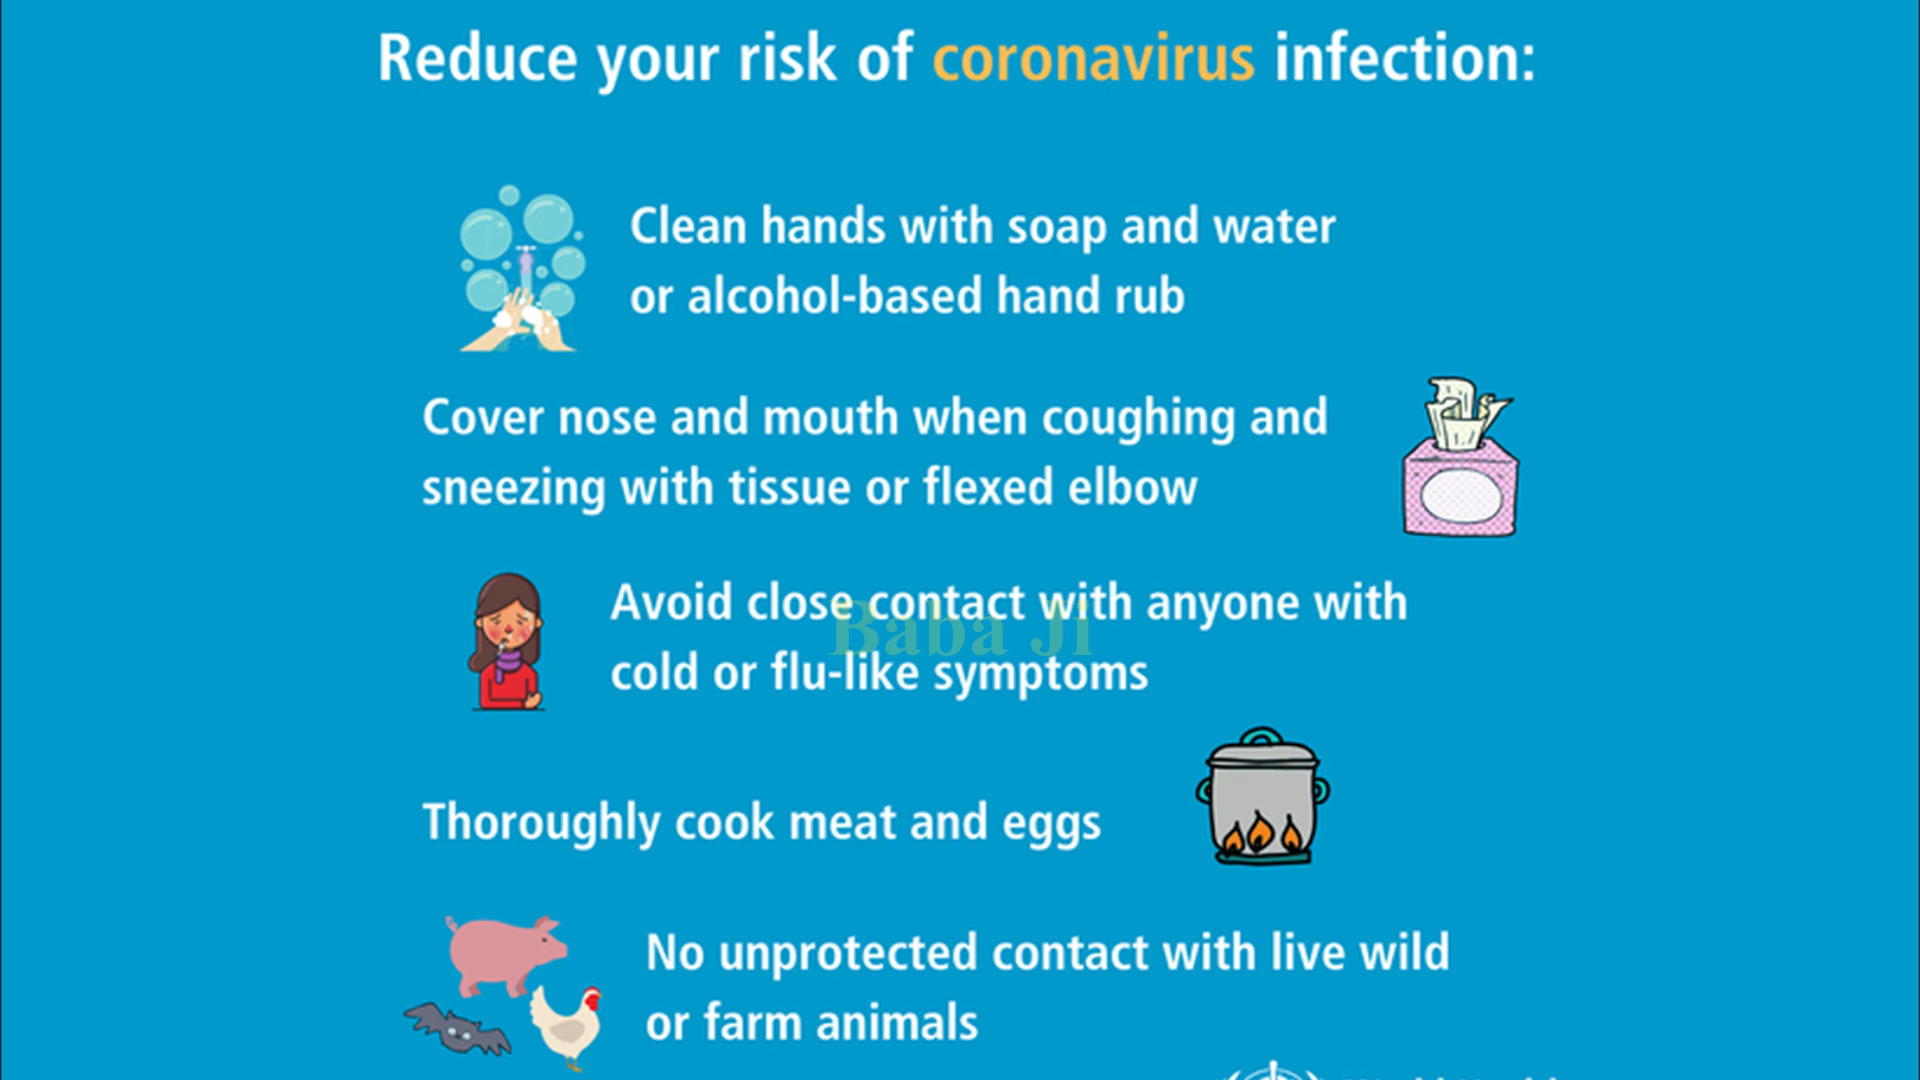 Reduce your risk of coronavirus infection:
Clean hands with soap and water
or alcohol-based hand rub
Cover nose and mouth when coughing and
sneezing with tissue or flexed elbow
Avoid close contact with anyone with
Baba Ji
cold or flu-like symptoms
Thoroughly cook meat and eggs
No unprotected contact with live wild
or farm animals